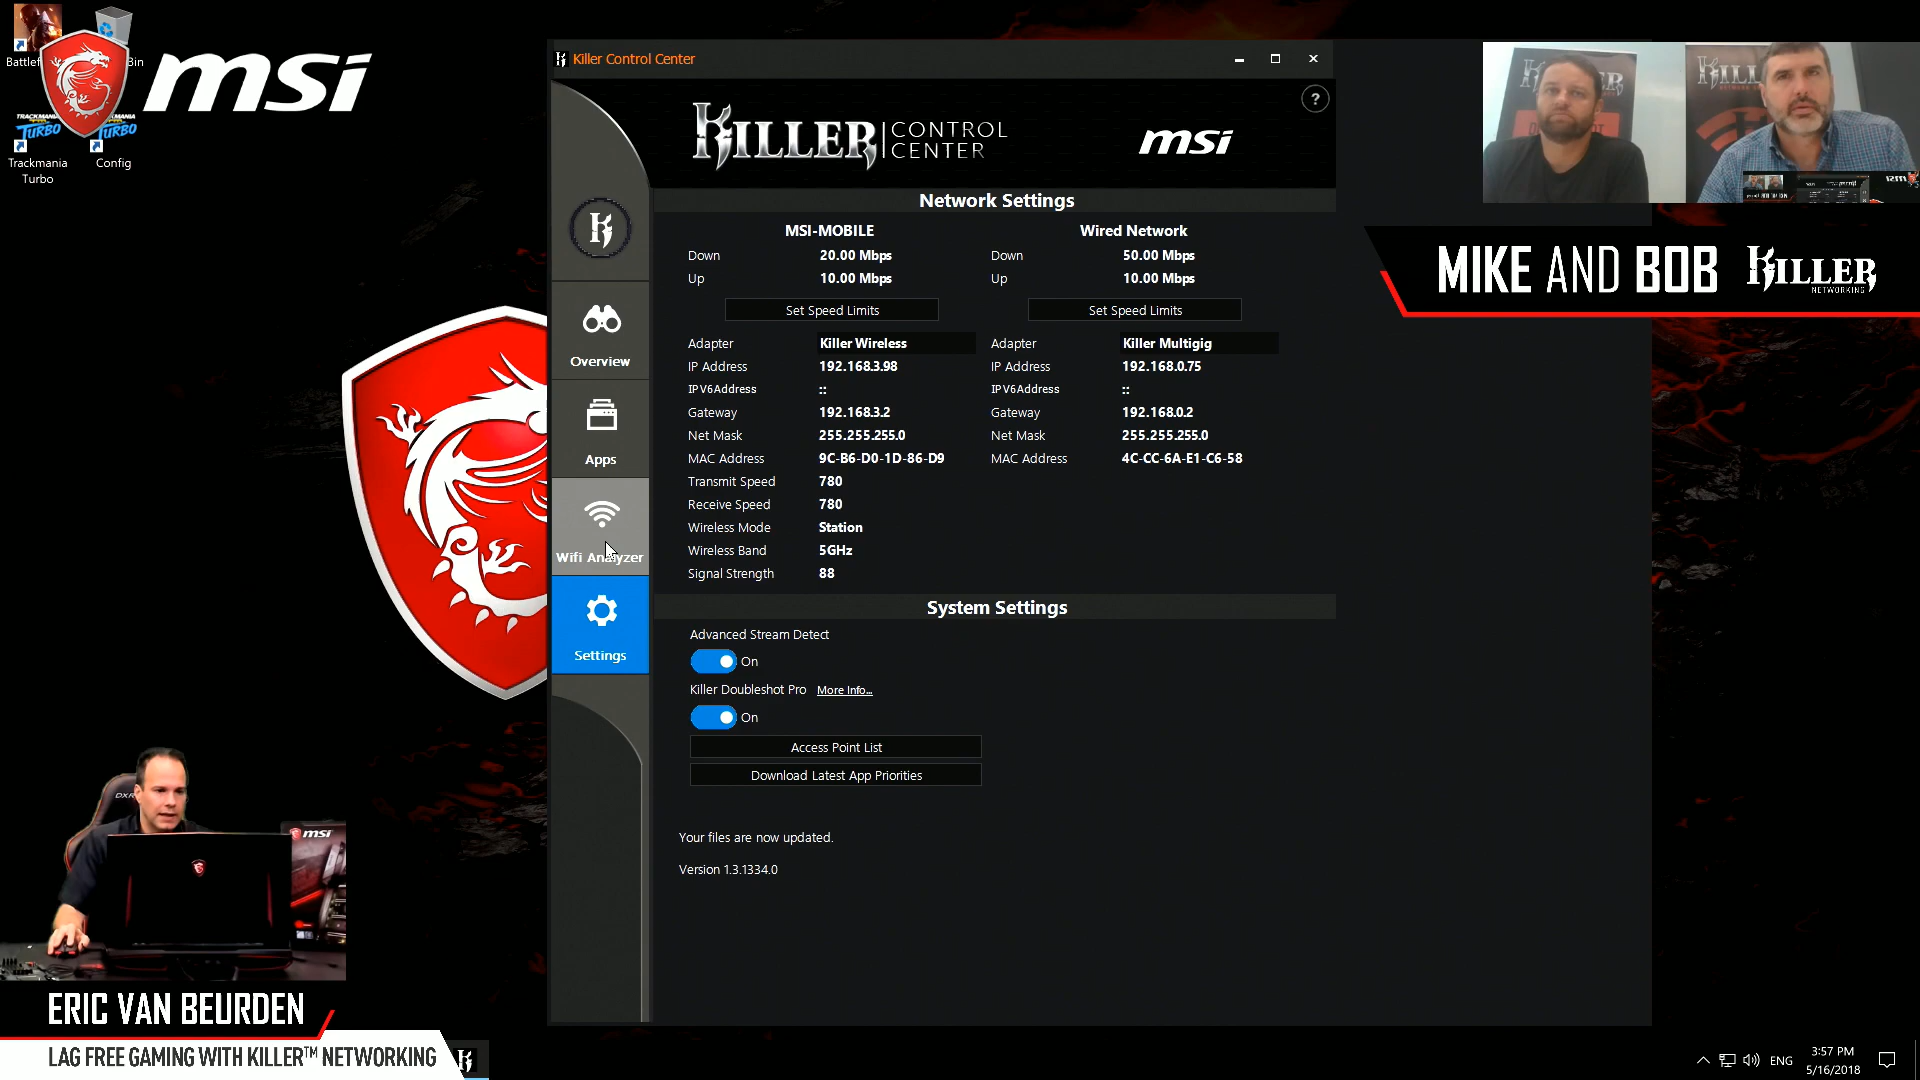 Battlef
Bin
msi
TRACKMANIA
TURBO
Trackmania
Turbo
TURBO
Config
Killer Control Center
?
KILLER
CONTROL
CENTER
msi
Overview
Apps
Wifi Analyzer
Settings
Network Settings
MSI-MOBILE
Down 20.00 Mbps
Up 10.00 Mbps
Set Speed Limits
Adapter Killer Wireless
IP Address 192.168.3.98
IPV6Address ::
Gateway 192.168.3.2
Net Mask 255.255.255.0
MAC Address 9C-B6-D0-1D-86-D9
Transmit Speed 780
Receive Speed 780
Wireless Mode Station
Wireless Band 5GHz
Signal Strength 88
Wired Network
Down 50.00 Mbps
Up 10.00 Mbps
Set Speed Limits
Adapter Killer Multigig
IP Address 192.168.0.75
IPV6Address ::
Gateway 192.168.0.2
Net Mask 255.255.255.0
MAC Address 4C-CC-6A-E1-C6-58
System Settings
Advanced Stream Detect
On
Killer Doubleshot Pro More Info...
On
Access Point List
Download Latest App Priorities
Your files are now updated.
Version 1.3.1334.0
MIKE AND BOB
KILLER
NETWORKING
msi
ERIC VAN BEURDEN
LAG FREE GAMING WITH KILLER™ NETWORKING
ENG
3:57 PM
5/16/2018